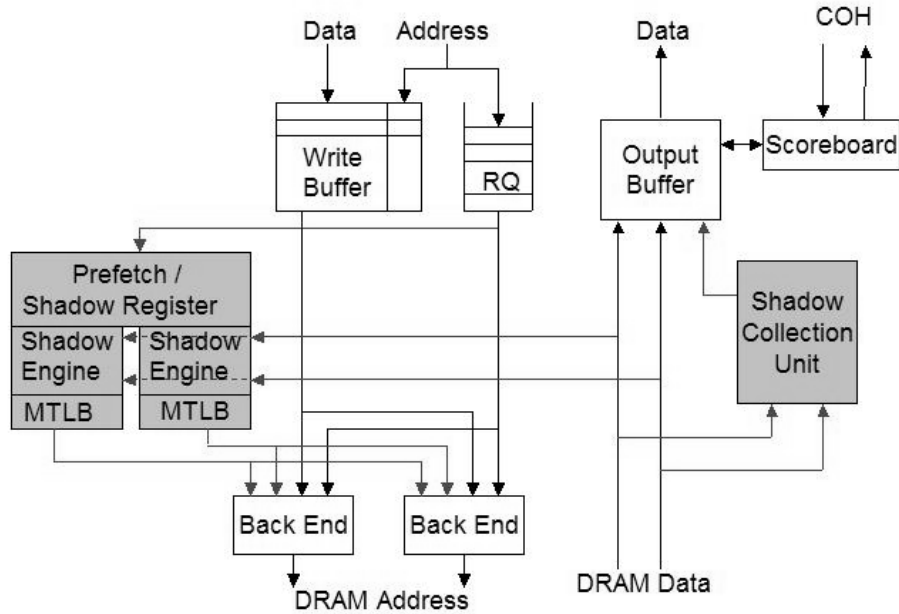 Data
Address
Data
COH
Write
Buffer
RQ
Output
Buffer
Scoreboard
Prefetch /
Shadow Register
Shadow
Engine
MTLB
Shadow
Engine
MTLB
Shadow
Collection
Unit
Back End
Back End
DRAM Address
DRAM Data